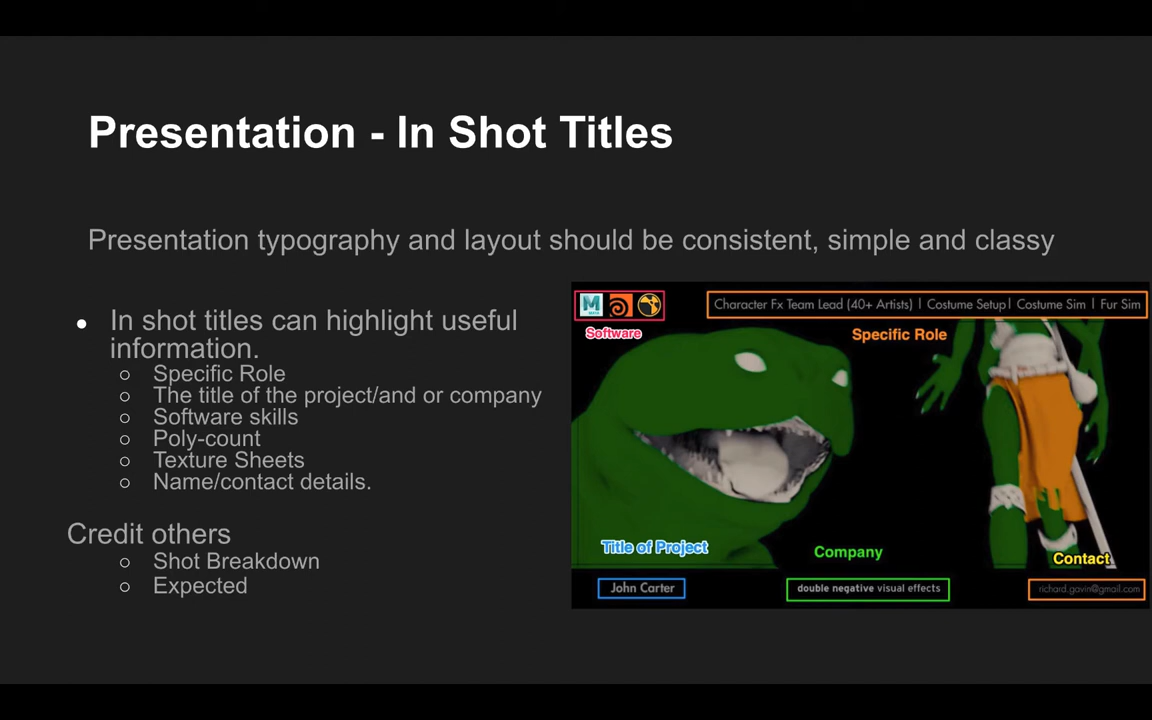 Presentation - In Shot Titles
Presentation typography and layout should be consistent, simple and classy
● In shot titles can highlight useful
information.
○ Specific Role
○ The title of the project/and or company
○ Software skills
○ Poly-count
○ Texture Sheets
○ Name/contact details.
Credit others
○ Shot Breakdown
○ Expected
M
Character Fx Team Lead (40+ Artists) | Costume Setup| Costume Sim | Fur Sim
Software
Specific Role
Title of Project
Company
Contact
John Carter
double negative visual effects
richard.gavin@gmail.com